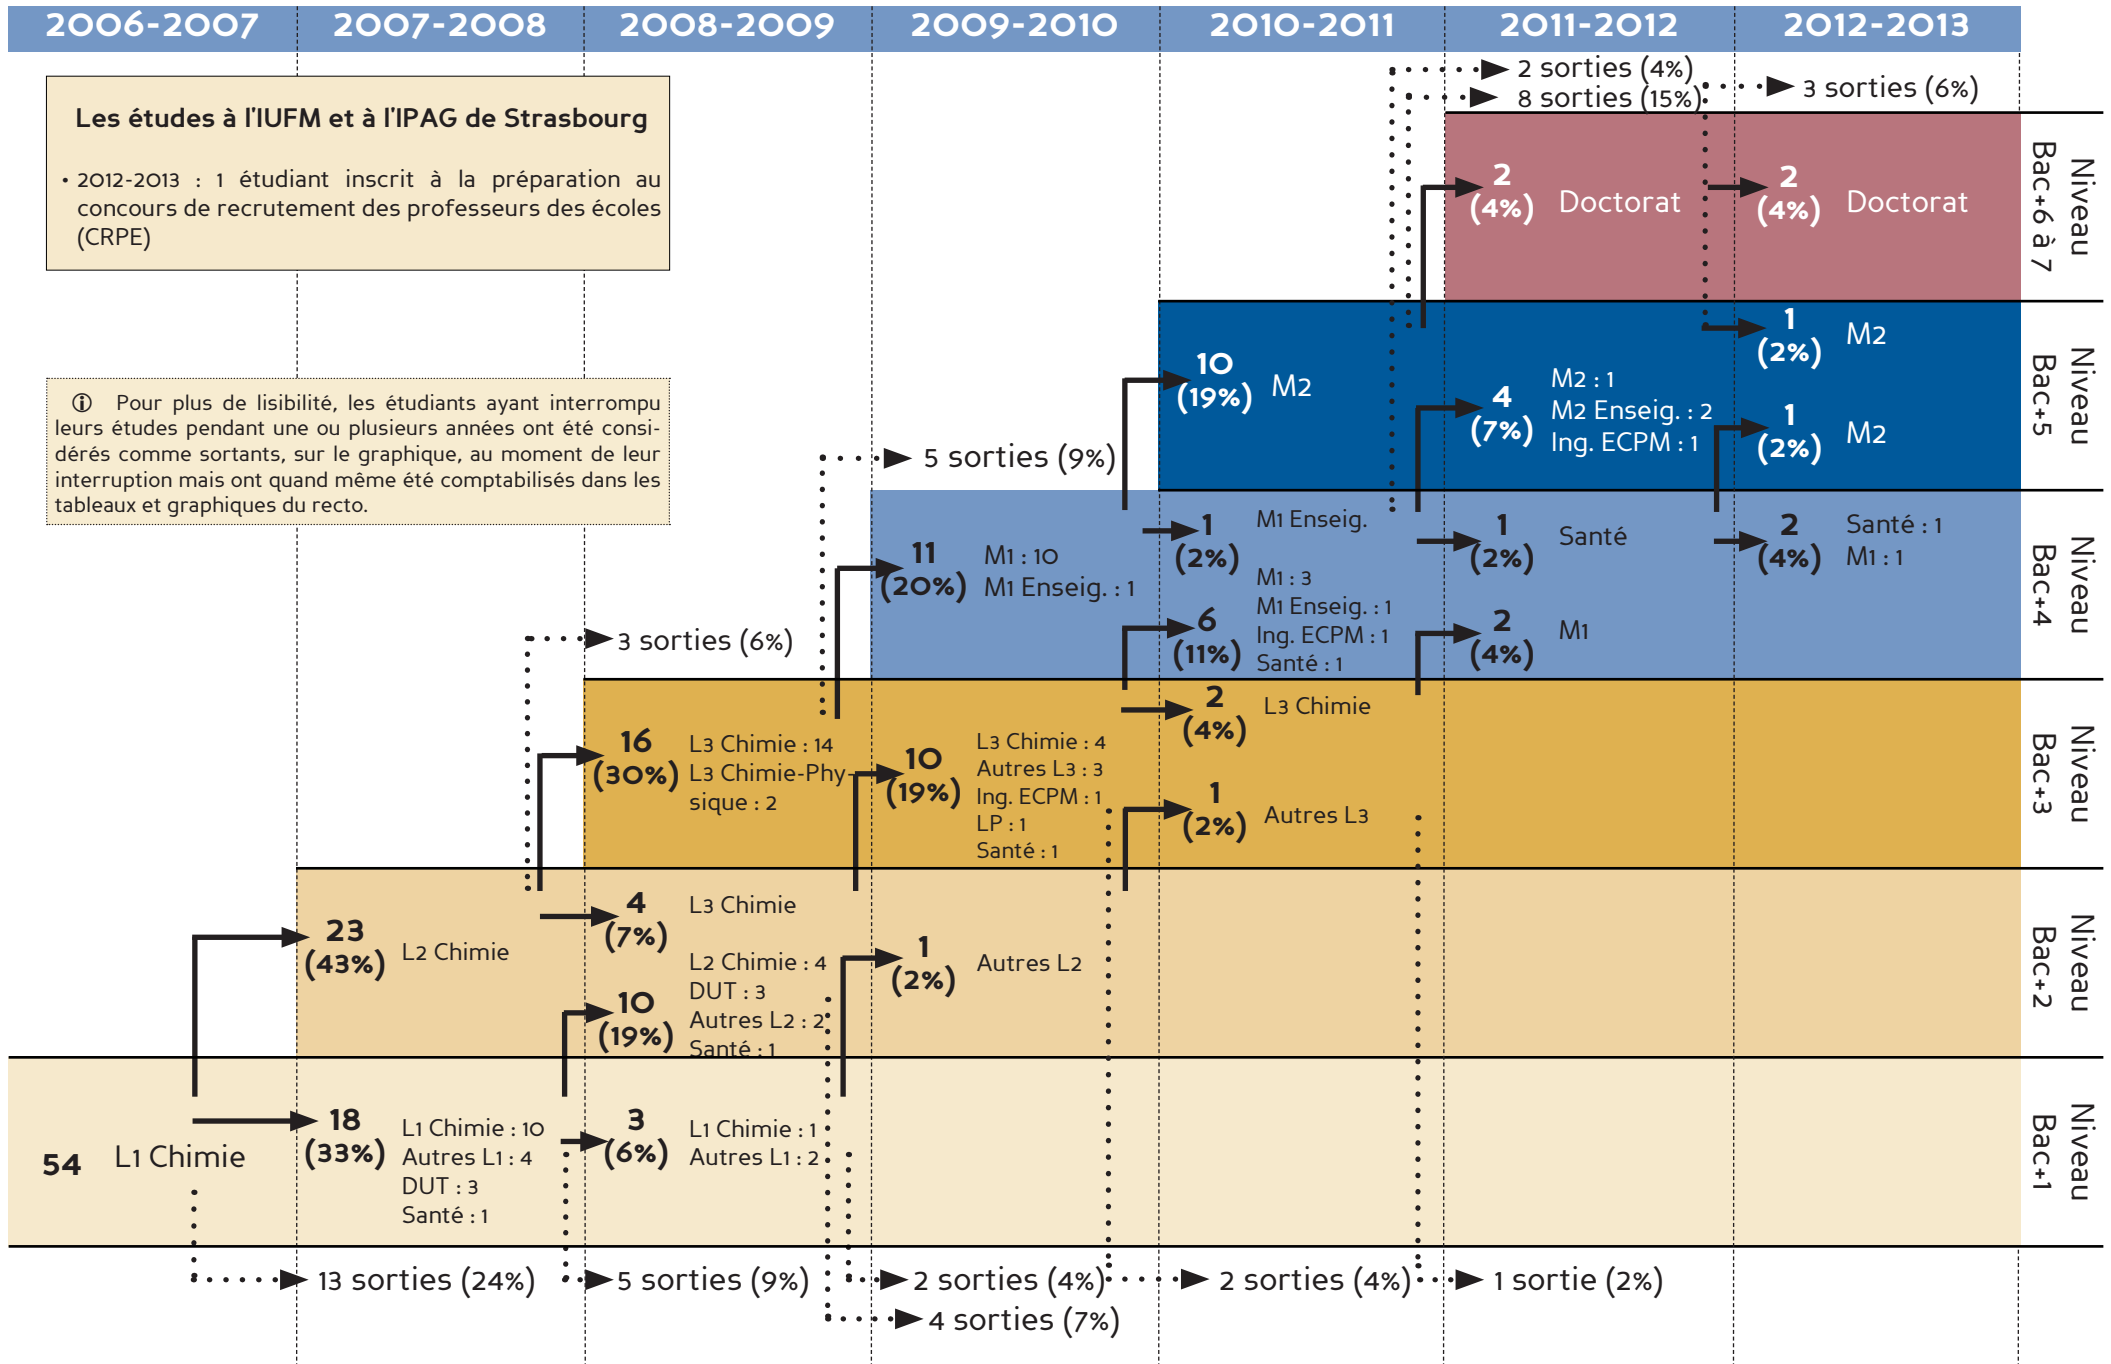 2006-2007
2007-2008
2008-2009
2009-2010
2010-2011
2011-2012
2012-2013
Les études à l'IUFM et à l'IPAG de Strasbourg
• 2012-2013 : 1 étudiant inscrit à la préparation au
concours de recrutement des professeurs des écoles
(CRPE)
ⓘ Pour plus de lisibilité, les étudiants ayant interrompu
leurs études pendant une ou plusieurs années ont été consi-
dérés comme sortants, sur le graphique, au moment de leur
interruption mais ont quand même été comptabilisés dans les
tableaux et graphiques du recto.
2 sorties (4%)
8 sorties (15%)
3 sorties (6%)
2
(4%)
Doctorat
2
(4%)
Doctorat
Niveau
Bac+6 à 7
10
(19%)
M2
4
(7%)
M2 : 1
M2 Enseig. : 2
Ing. ECPM : 1
1
(2%)
M2
1
(2%)
M2
Niveau
Bac+5
5 sorties (9%)
11
(20%)
M1 : 10
M1 Enseig. : 1
1
(2%)
M1 Enseig.
6
(11%)
M1 : 3
M1 Enseig. : 1
Ing. ECPM : 1
Santé : 1
1
(2%)
Santé
2
(4%)
M1
2
(4%)
Santé : 1
M1 : 1
Niveau
Bac+4
3 sorties (6%)
16
(30%)
L3 Chimie : 14
L3 Chimie-Phy-
sique : 2
10
(19%)
L3 Chimie : 4
Autres L3 : 3
Ing. ECPM : 1
LP : 1
Santé : 1
2
(4%)
L3 Chimie
1
(2%)
Autres L3
Niveau
Bac+3
23
(43%)
L2 Chimie
4
(7%)
L3 Chimie
10
(19%)
L2 Chimie : 4
DUT : 3
Autres L2 : 2
Santé : 1
1
(2%)
Autres L2
Niveau
Bac+2
54
L1 Chimie
18
(33%)
L1 Chimie : 10
Autres L1 : 4
DUT : 3
Santé : 1
3
(6%)
L1 Chimie : 1
Autres L1 : 2
Niveau
Bac+1
13 sorties (24%)
5 sorties (9%)
2 sorties (4%)
2 sorties (4%)
1 sortie (2%)
4 sorties (7%)